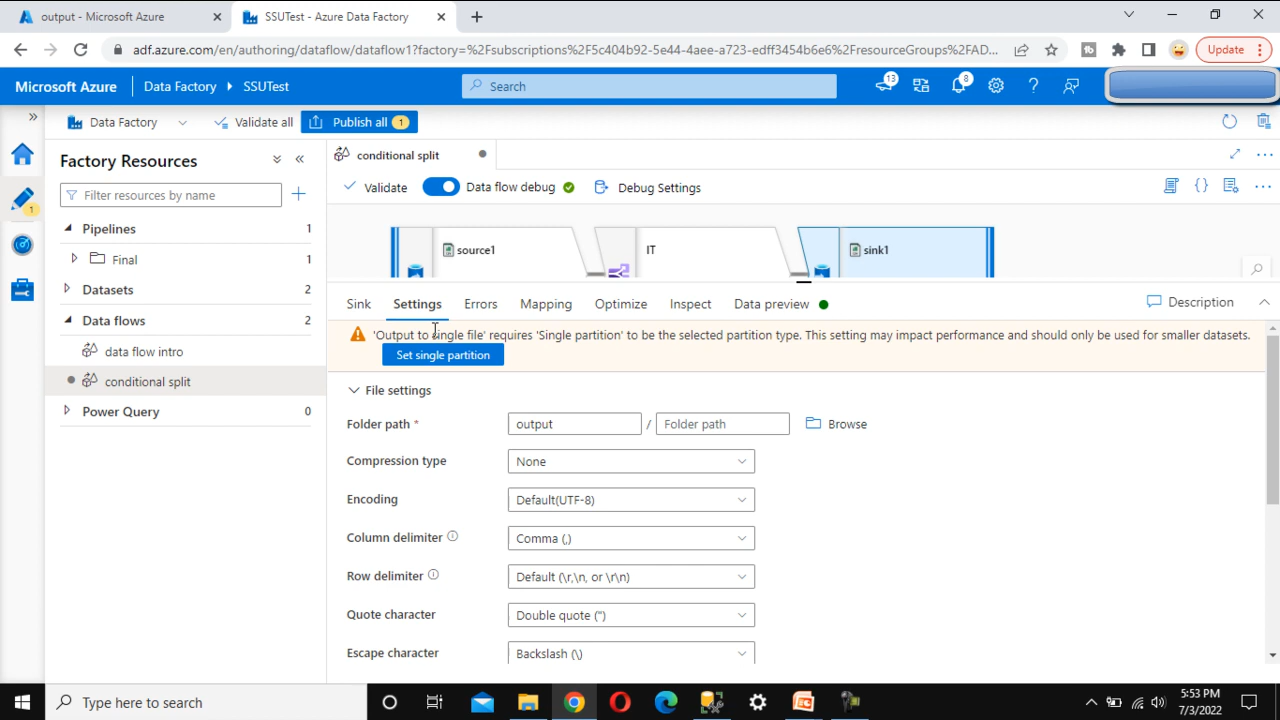 output - Microsoft Azure
SSUTest - Azure Data Factory
adf.azure.com/en/authoring/dataflow/dataflow1?factory=%2Fsubscriptions%2F5c404b92-5e44-4aee-a723-edff3454b6e6%2FresourceGroups%2FAD...
Update
Microsoft Azure
Data Factory
SSUTest
Search
13
8
Data Factory
Validate all
Publish all
1
Factory Resources
Filter resources by name
Pipelines 1
Final 1
Datasets 2
Data flows 2
data flow intro
conditional split
Power Query 0
1
conditional split
Validate
Data flow debug
Debug Settings
source1
IT
sink1
Sink
Settings
Errors
Mapping
Optimize
Inspect
Data preview
Description
'Output to single file' requires 'Single partition' to be the selected partition type. This setting may impact performance and should only be used for smaller datasets.
Set single partition
File settings
Folder path * output / Folder path Browse
Compression type None
Encoding Default(UTF-8)
Column delimiter Comma (,)
Row delimiter Default (\r,\n, or \r\n)
Quote character Double quote (")
Escape character Backslash (\)
Type here to search
5:53 PM
7/3/2022